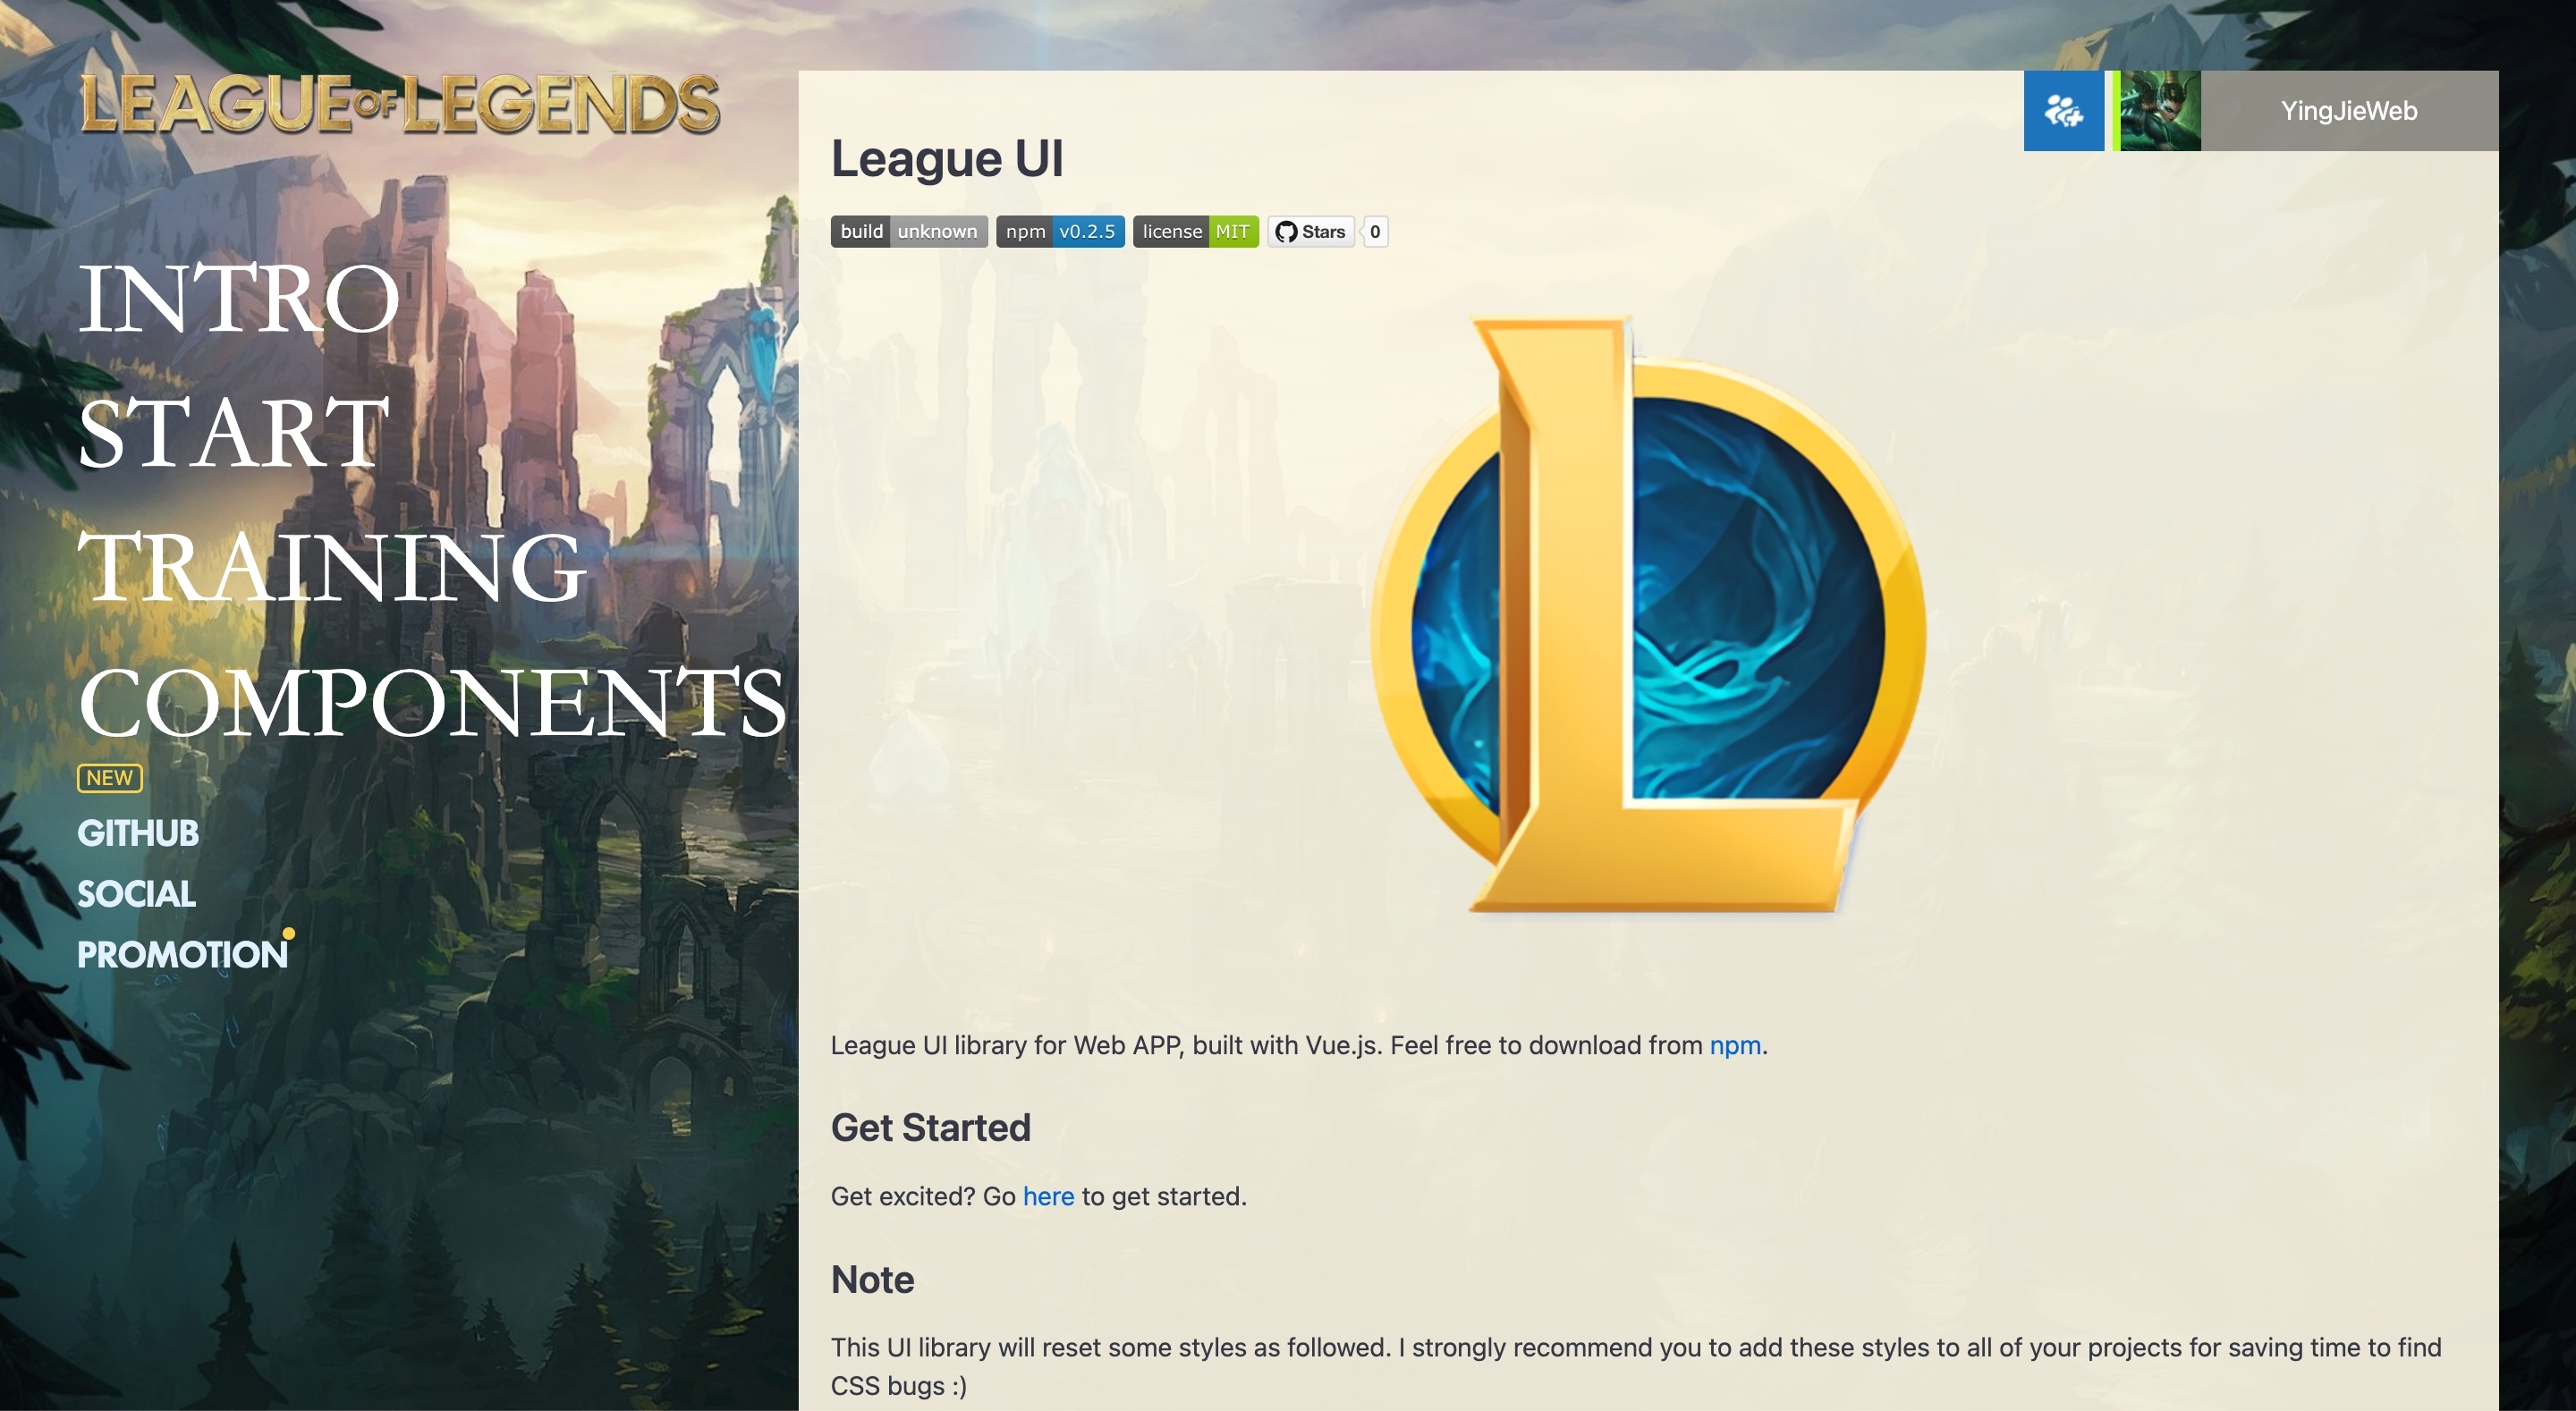 LEAGUE OF LEGENDS
INTRO
START
TRAINING
COMPONENTS
NEW
GITHUB
SOCIAL
PROMOTION
YingJieWeb
League UI
build unknown npm v0.2.5 license MIT Stars 0
League UI library for Web APP, built with Vue.js. Feel free to download from npm.
Get Started
Get excited? Go here to get started.
Note
This UI library will reset some styles as followed. I strongly recommend you to add these styles to all of your projects for saving time to find
CSS bugs :)